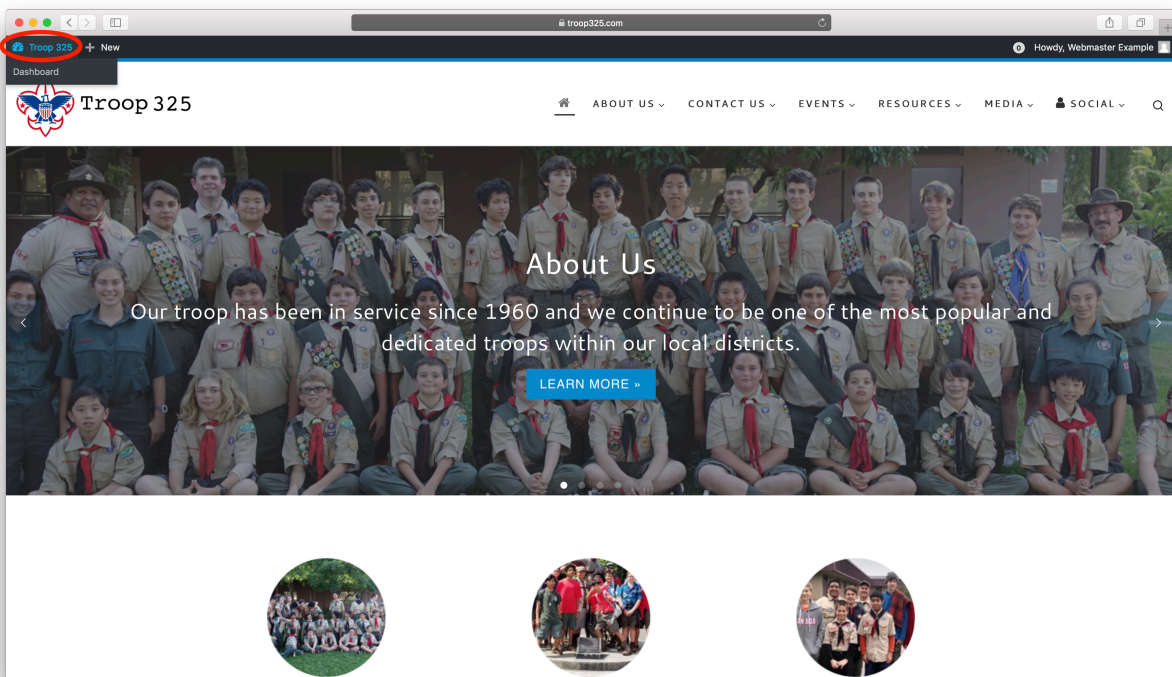 troop325.com
Troop 325 New 0 Howdy, Webmaster Example
Dashboard
Troop 325 ABOUT US CONTACT US EVENTS RESOURCES MEDIA SOCIAL
About Us
Our troop has been in service since 1960 and we continue to be one of the most popular and
dedicated troops within our local districts.
LEARN MORE »